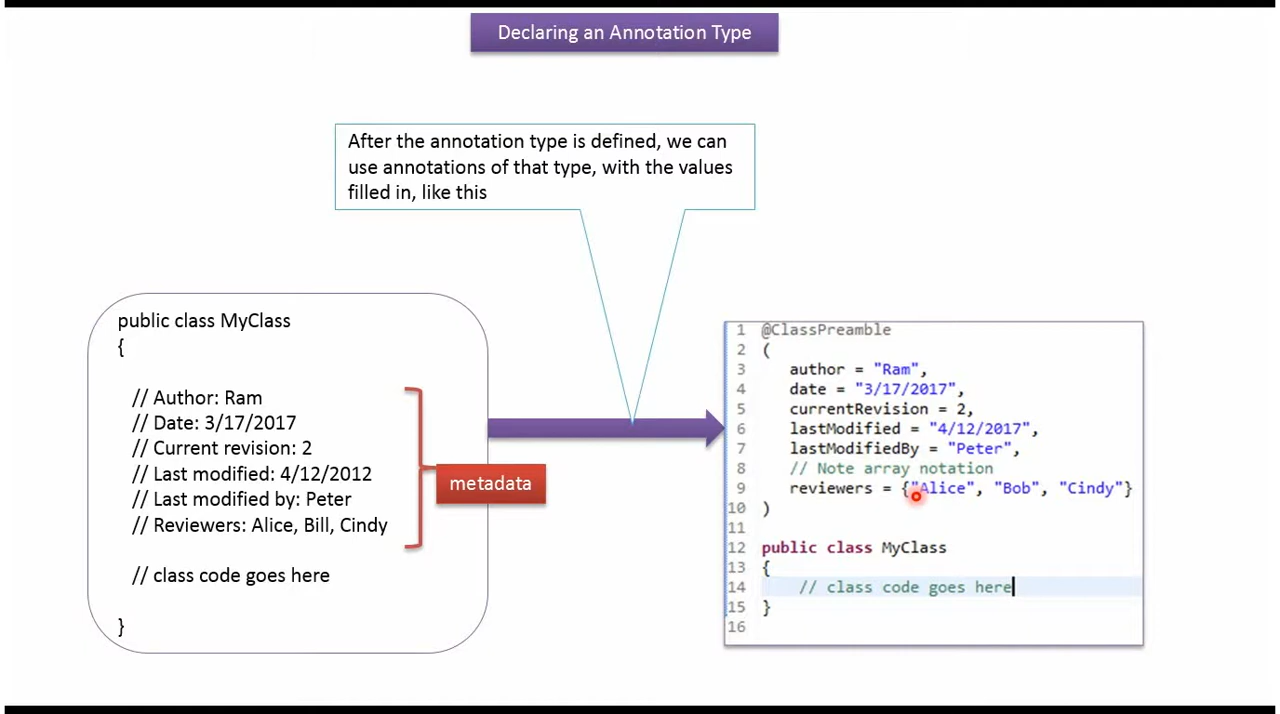 Declaring an Annotation Type
After the annotation type is defined, we can
use annotations of that type, with the values
filled in, like this
public class MyClass
{
// Author: Ram
// Date: 3/17/2017
// Current revision: 2
// Last modified: 4/12/2012
// Last modified by: Peter
// Reviewers: Alice, Bill, Cindy
// class code goes here
}
metadata
1 @ClassPreamble
2 (
3 author = "Ram",
4 date = "3/17/2017",
5 currentRevision = 2,
6 lastModified = "4/12/2017",
7 lastModifiedBy = "Peter",
8 // Note array notation
9 reviewers = {"Alice", "Bob", "Cindy"}
10 )
11
12 public class MyClass
13 {
14 // class code goes here
15 }
16